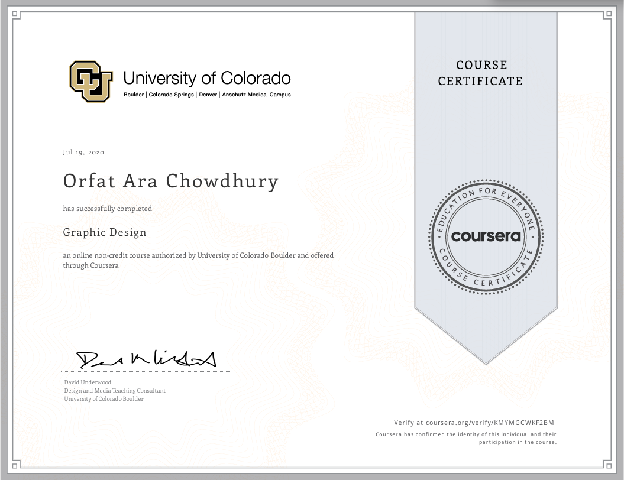 University of Colorado
Boulder | Colorado Springs | Denver | Anschutz Medical Campus
COURSE
CERTIFICATE
Jul 19, 2020
Orfat Ara Chowdhury
has successfully completed
Graphic Design
an online non-credit course authorized by University of Colorado Boulder and offered
through Coursera
EDUCATION FOR EVERYONE
coursera
COURSE CERTIFICATE
David Underwood
Design and Media Teaching Consultant
University of Colorado Boulder
Verify at coursera.org/verify/
Coursera has confirmed the identity of this individual and their
participation in the course.